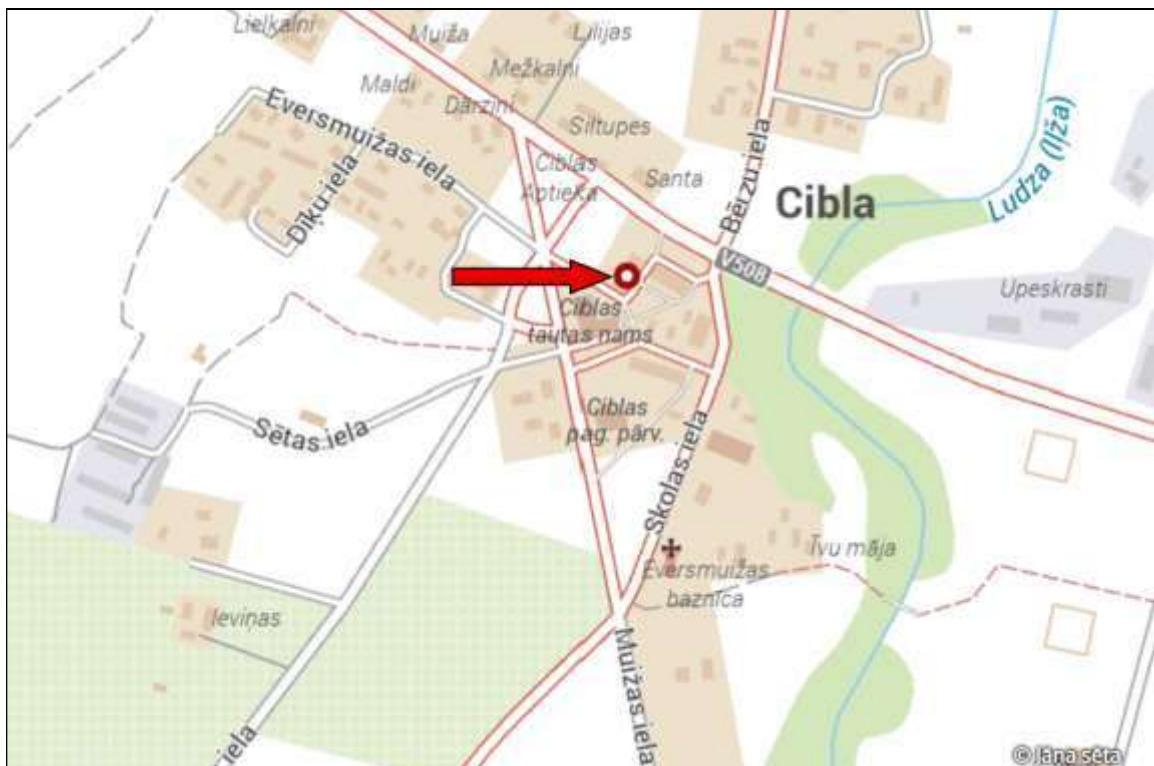 Lielkalni
Muiža
Lilijas
Mežkalni
Maldi
Dārziņi
Eversmuižas iela
Siltupes
Ciblas
Aptieka
Santa
Bērzu iela
Dīķu iela
Cibla
Ludza (Iļža)
V508
Upeskrasti
Ciblas
tautas nams
Ciblas
pag. pārv.
Sētas iela
Skolas iela
Īvu māja
Eversmuižas
baznīca
Ieviņas
Muižas iela
iela
© Jāņa sēta